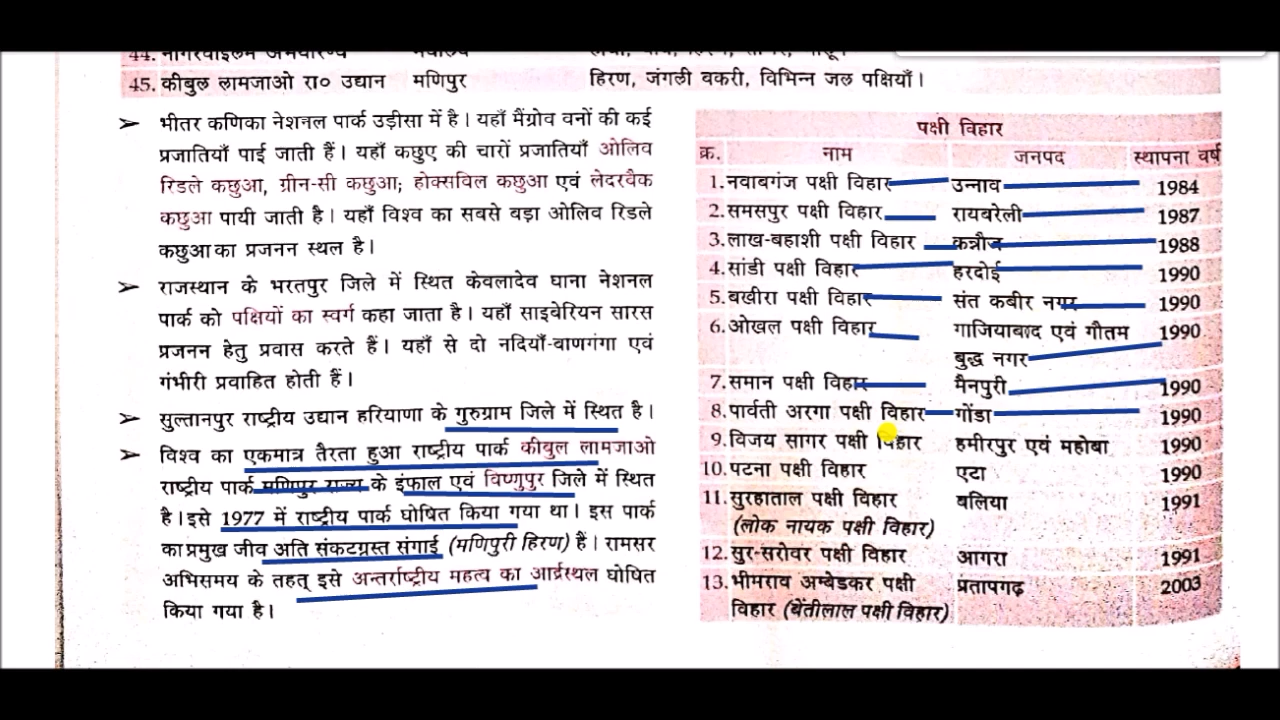 45. कीबुल लामजाओ रा० उद्यान मणिपुर हिरण, जंगली बकरी, विभिन्न जल पक्षियाँ।
➢ भीतर कणिका नेशनल पार्क उड़ीसा में है। यहाँ मैंग्रोव वनों की कई
प्रजातियाँ पाई जाती हैं। यहाँ कछुए की चारों प्रजातियाँ ओलिव
रिडले कछुआ, ग्रीन-सी कछुआ; होक्सविल कछुआ एवं लेदरवैक
कछुआ पायी जाती है। यहाँ विश्व का सबसे बड़ा ओलिव रिडले
कछुआ का प्रजनन स्थल है।
➢ राजस्थान के भरतपुर जिले में स्थित केवलादेव घाना नेशनल
पार्क को पक्षियों का स्वर्ग कहा जाता है। यहाँ साइबेरियन सारस
प्रजनन हेतु प्रवास करते हैं। यहाँ से दो नदियाँ-बाणगंगा एवं
गंभीरी प्रवाहित होती हैं।
➢ सुल्तानपुर राष्ट्रीय उद्यान हरियाणा के गुरुग्राम जिले में स्थित है।
➢ विश्व का एकमात्र तैरता हुआ राष्ट्रीय पार्क कीबुल लामजाओ
राष्ट्रीय पार्क मणिपुर राज्य के इंफाल एवं विष्णुपुर जिले में स्थित
है। इसे 1977 में राष्ट्रीय पार्क घोषित किया गया था। इस पार्क
का प्रमुख जीव अति संकटग्रस्त संगाई (मणिपुरी हिरण) हैं। रामसर
अभिसमय के तहत् इसे अन्तर्राष्ट्रीय महत्व का आर्द्रस्थल घोषित
किया गया है।
पक्षी विहार
क्र. नाम जनपद स्थापना वर्ष
1. नवाबगंज पक्षी विहार उन्नाव 1984
2. समसपुर पक्षी विहार रायबरेली 1987
3. लाख-बहाशी पक्षी विहार कन्नौज 1988
4. सांडी पक्षी विहार हरदोई 1990
5. बखीरा पक्षी विहार संत कबीर नगर 1990
6. ओखल पक्षी विहार गाजियाबाद एवं गौतम 1990
बुद्ध नगर
7. समान पक्षी विहार मैनपुरी 1990
8. पार्वती अरगा पक्षी विहार गोंडा 1990
9. विजय सागर पक्षी विहार हमीरपुर एवं महोबा 1990
10. पटना पक्षी विहार एटा 1990
11. सुरहाताल पक्षी विहार बलिया 1991
(लोक नायक पक्षी विहार)
12. सुर-सरोवर पक्षी विहार आगरा 1991
13. भीमराव अम्बेडकर पक्षी प्रतापगढ़ 2003
विहार (बेंतीलाल पक्षी विहार)